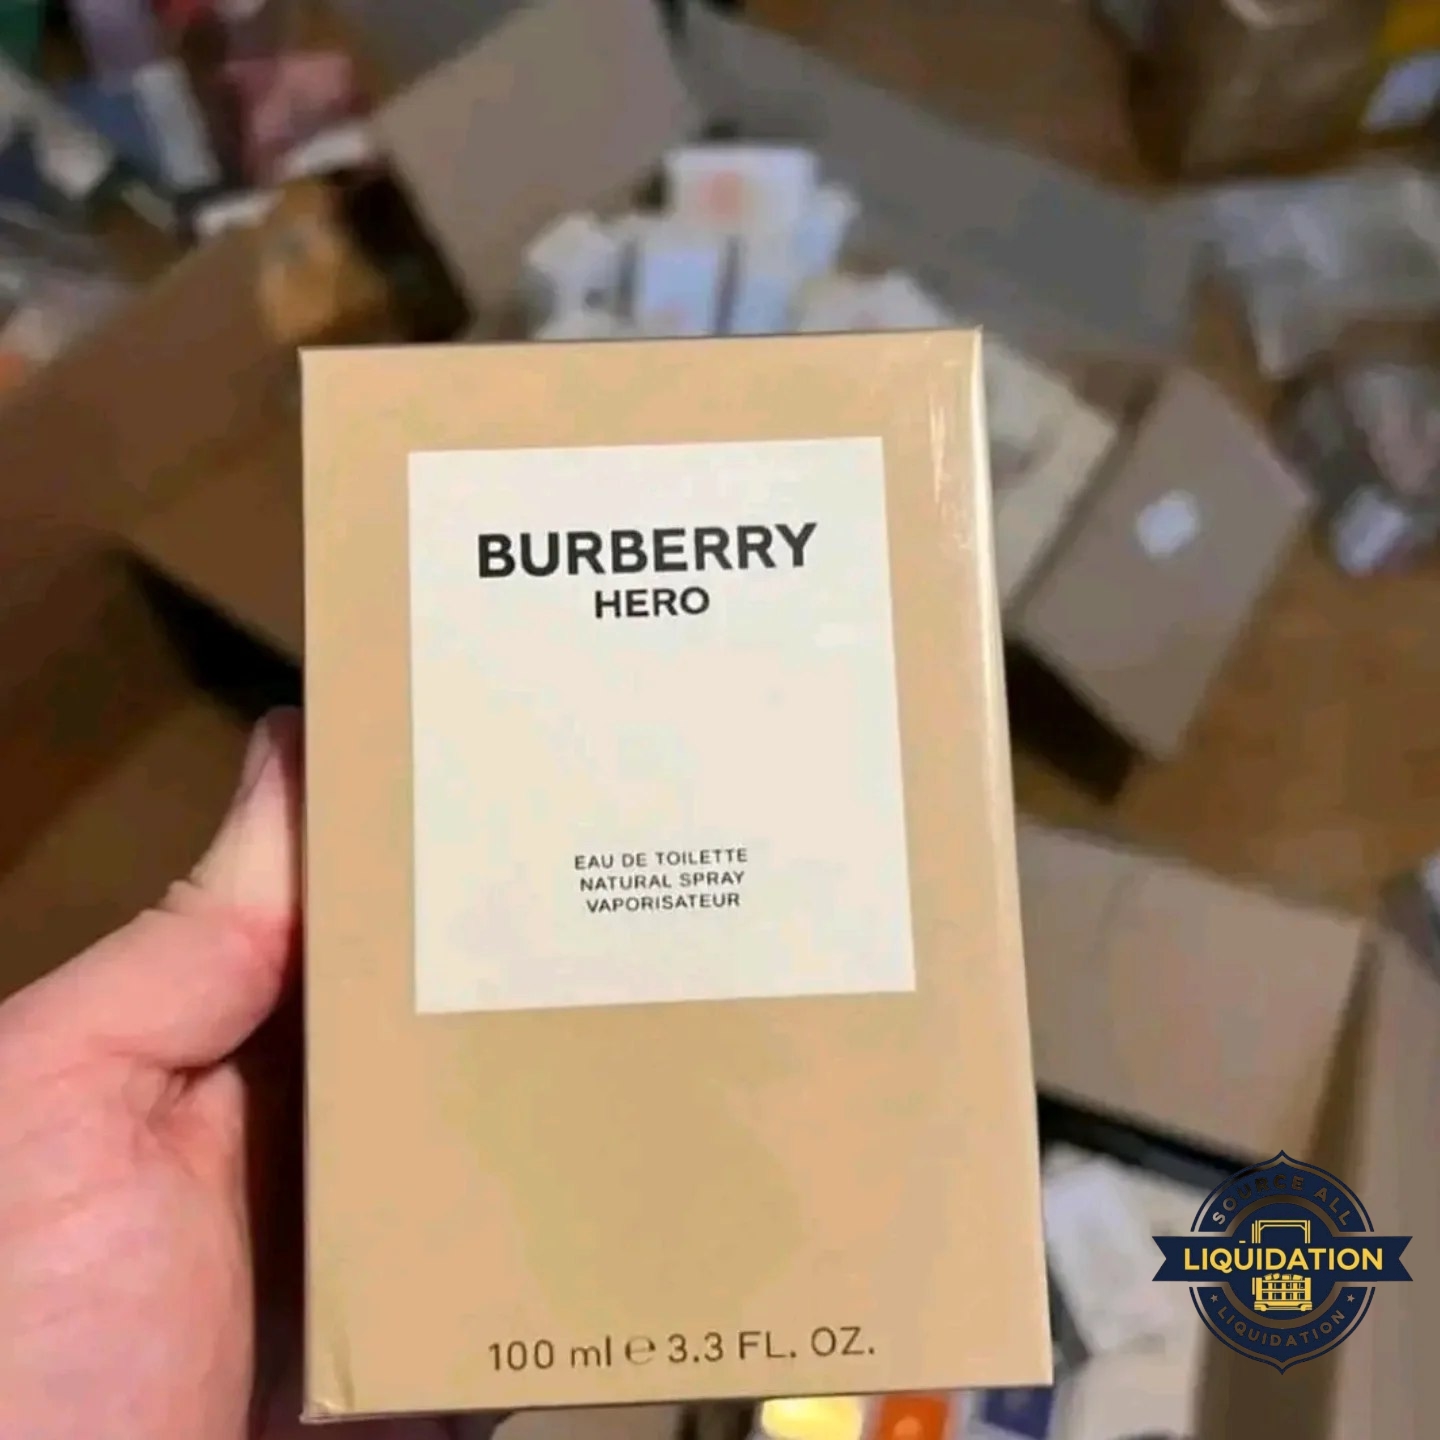 BURBERRY
HERO
EAU DE TOILETTE
NATURAL SPRAY
VAPORISATEUR
100 ml ℮ 3.3 FL. OZ.
SOURCE ALL
LIQUIDATION
LIQUIDATION